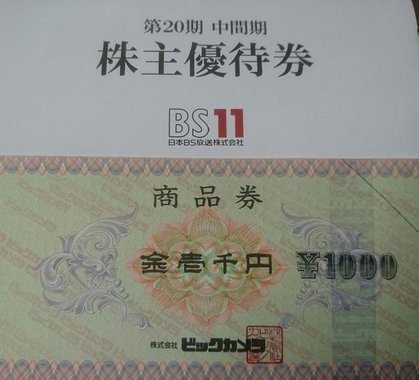 第20期 中間期
株主優待券
BS11
日本BS放送株式会社
商品券
金壱千円 ¥1000
株式会社 ビックカメラ